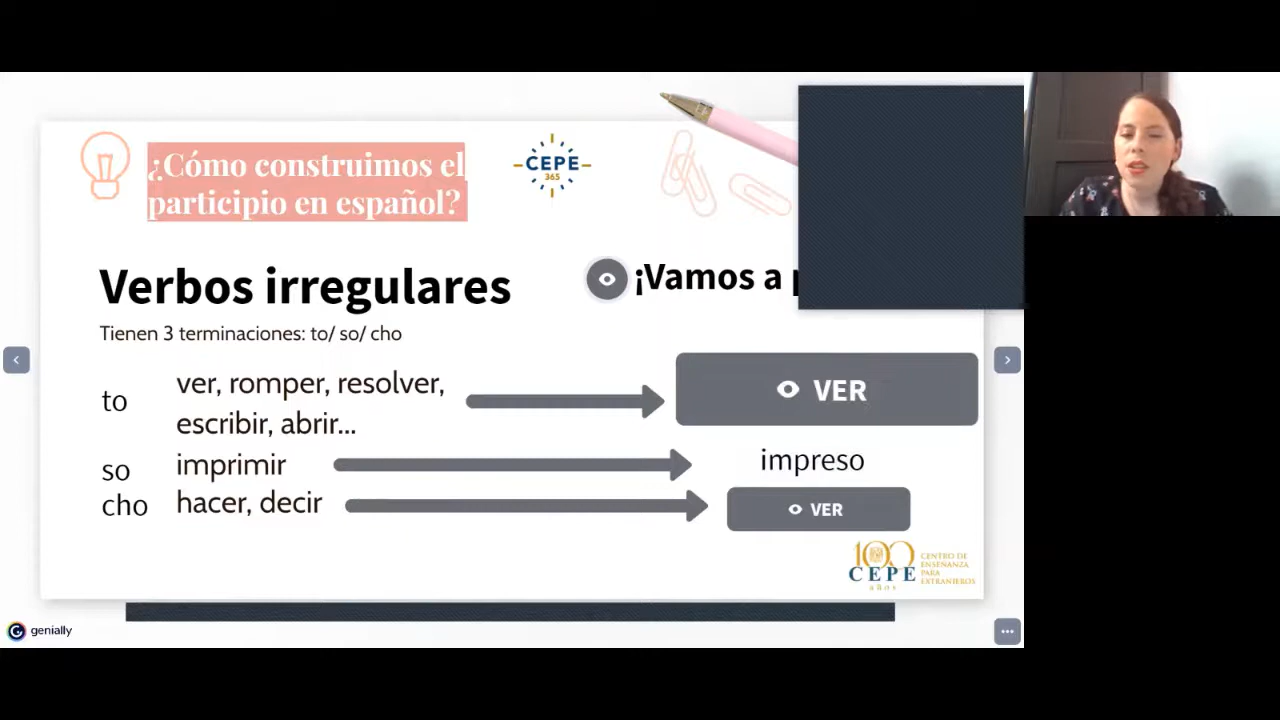 ¿Cómo construimos el
participio en español?
CEPE
365
Verbos irregulares
¡Vamos a
Tienen 3 terminaciones: to/ so/ cho
to
ver, romper, resolver,
escribir, abrir...
VER
so
imprimir
impreso
cho
hacer, decir
VER
100
CEPE
años
CENTRO DE
ENSEÑANZA
PARA
EXTRANJEROS
genially